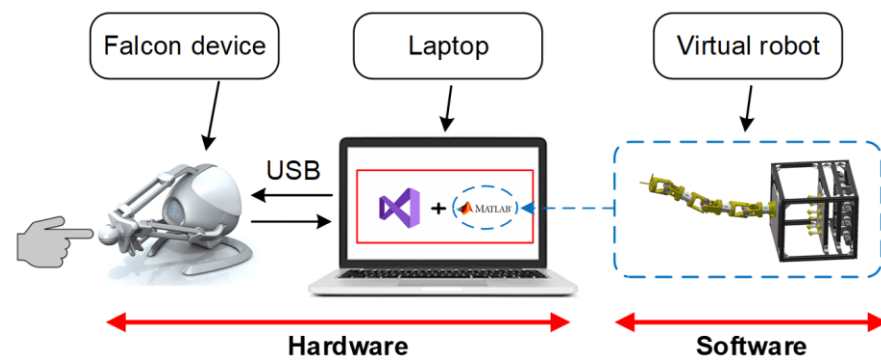 Falcon device
Laptop
Virtual robot
USB
+
MATLAB
Hardware
Software